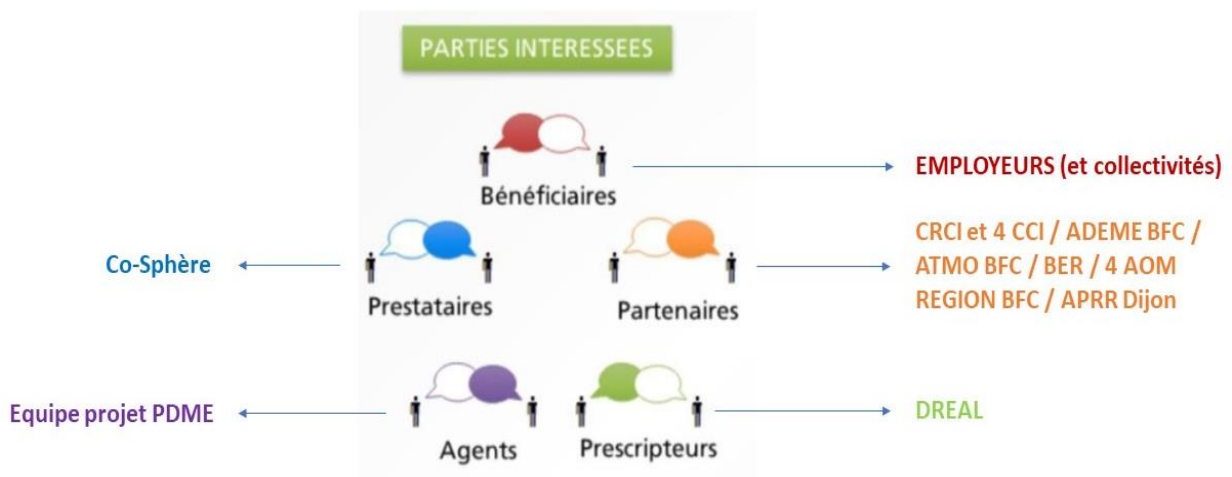 PARTIES INTERESSEES
Bénéficiaires
EMPLOYEURS (et collectivités)
Co-Sphère
Prestataires
Partenaires
CRCI et 4 CCI / ADEME BFC /
ATMO BFC / BER / 4 AOM
REGION BFC / APRR Dijon
Equipe projet PDME
Agents
Prescripteurs
DREAL